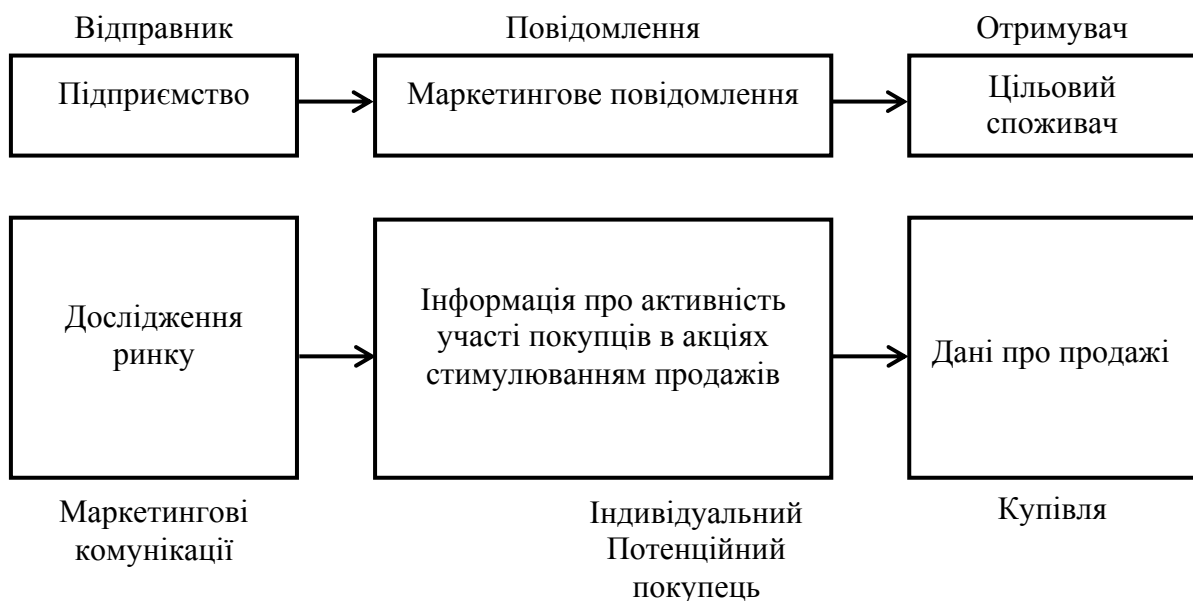 Відправник
Повідомлення
Отримувач
Підприємство
Маркетингове повідомлення
Цільовий
споживач
Дослідження
ринку
Інформація про активність
участі покупців в акціях
стимулюванням продажів
Дані про продажі
Маркетингові
комунікації
Індивідуальний
Потенційний
покупець
Купівля